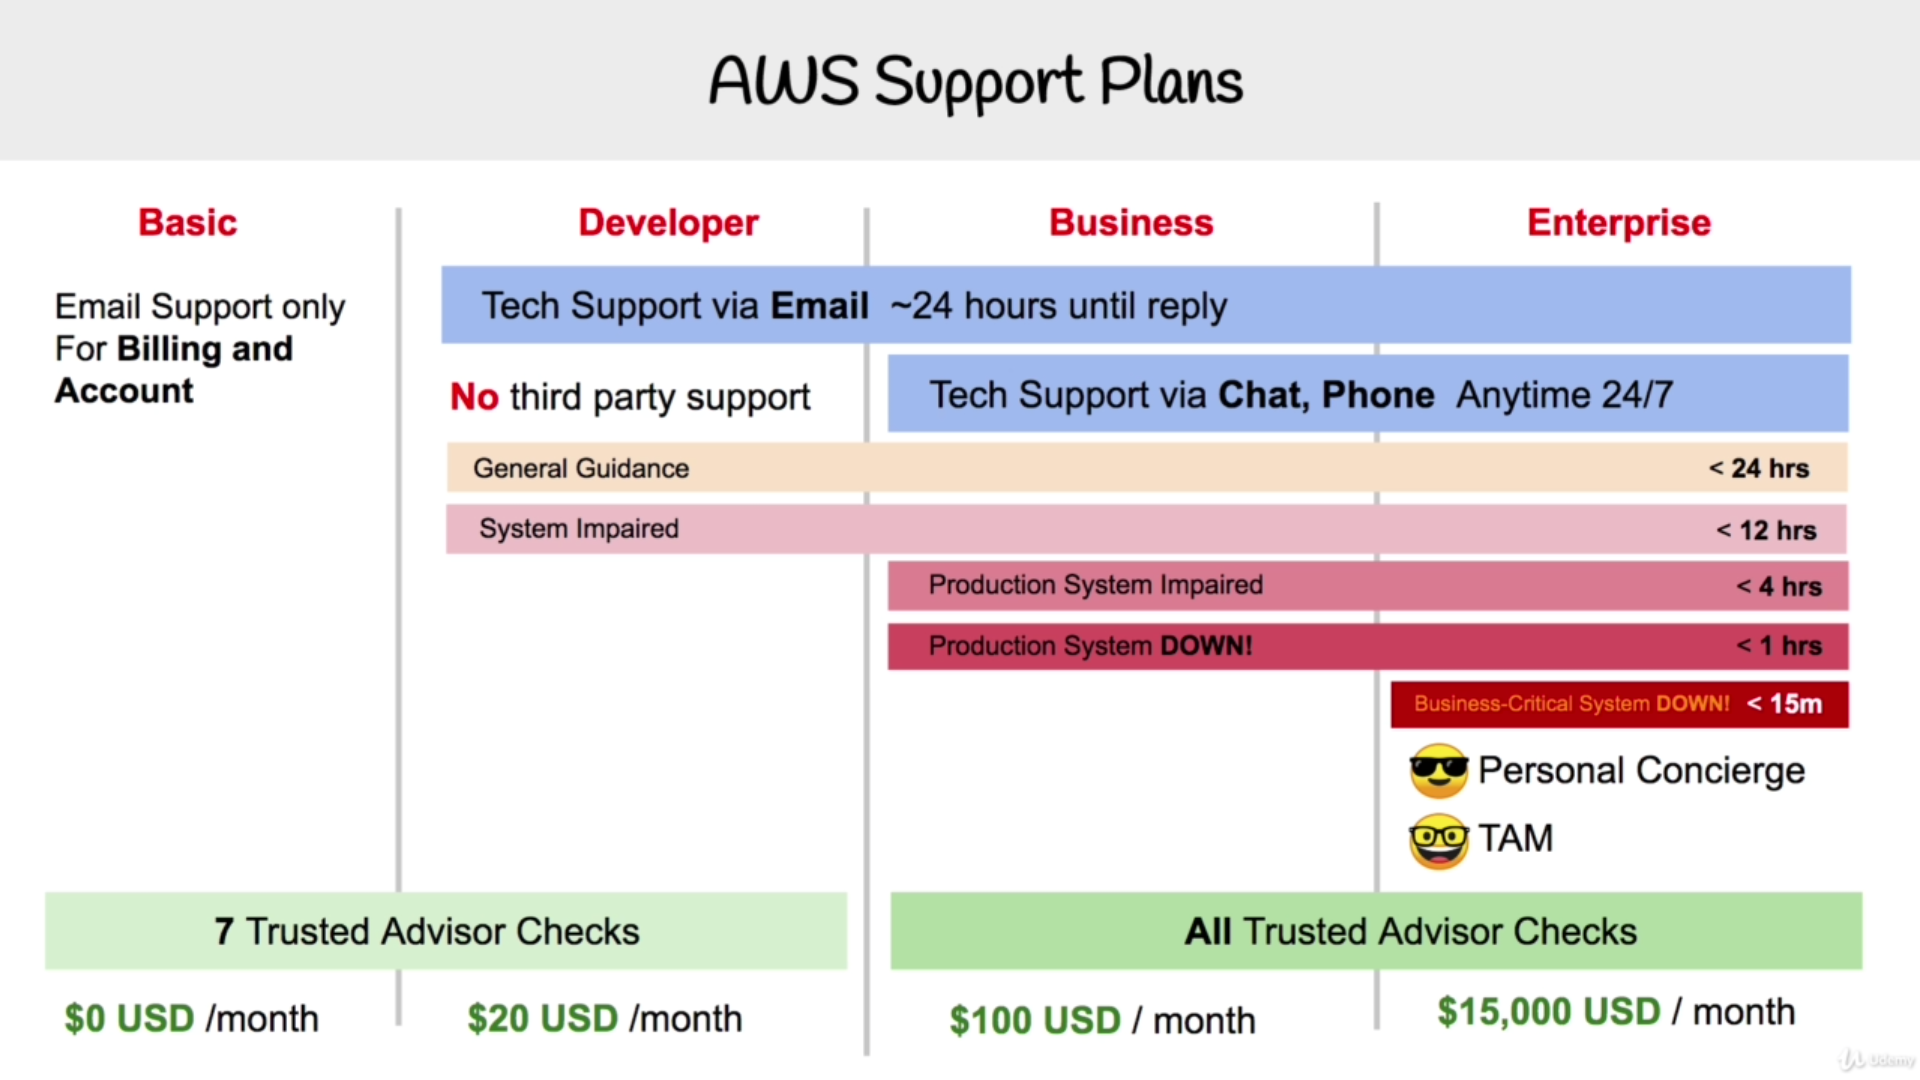 AWS Support Plans
Basic
Developer
Business
Enterprise
Email Support only
For Billing and
Account
Tech Support via Email ~24 hours until reply
No third party support
Tech Support via Chat, Phone Anytime 24/7
General Guidance < 24 hrs
System Impaired < 12 hrs
Production System Impaired < 4 hrs
Production System DOWN! < 1 hrs
Business-Critical System DOWN! < 15m
Personal Concierge
TAM
7 Trusted Advisor Checks
All Trusted Advisor Checks
$0 USD /month
$20 USD /month
$100 USD / month
$15,000 USD / month
Udemy